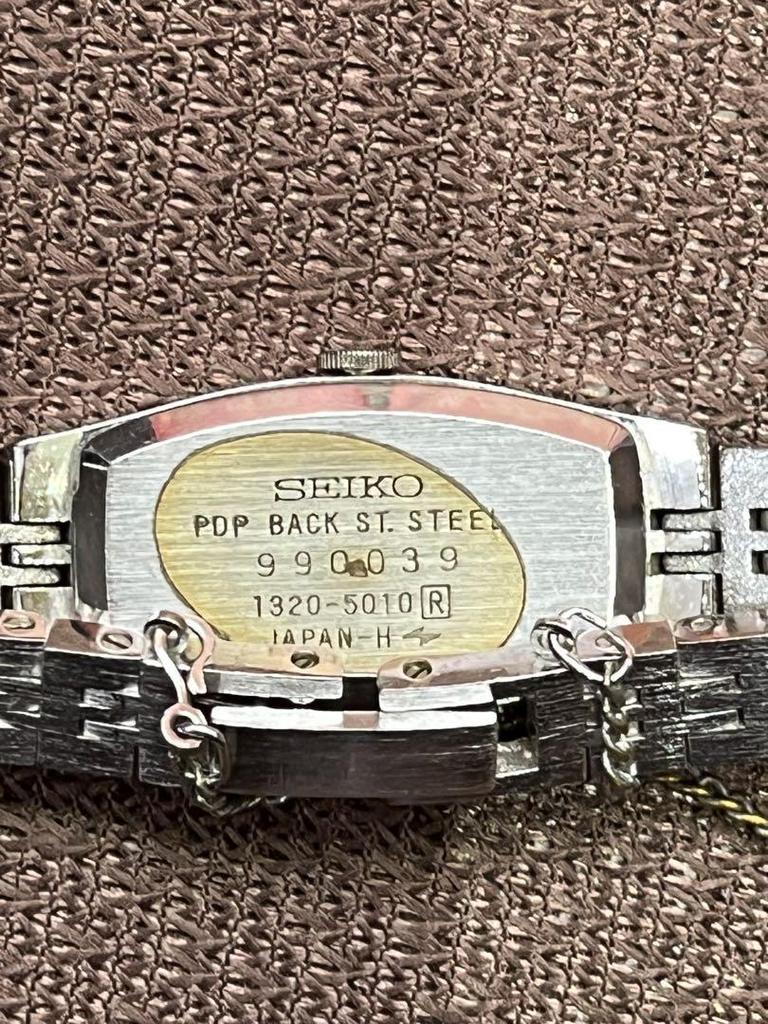 SEIKO
PDP BACK ST. STEEL
990039
1320-5010 R
JAPAN-H